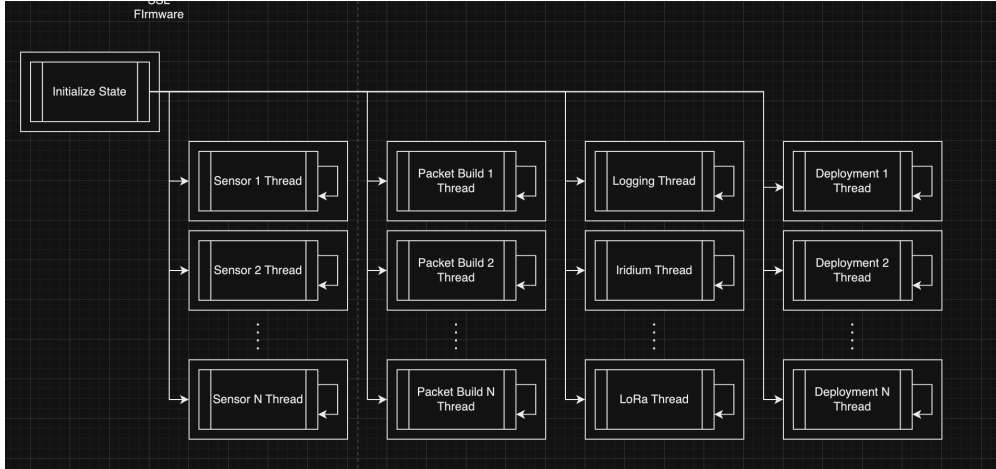 FIrmware
Initialize State
Sensor 1 Thread
Packet Build 1
Thread
Logging Thread
Deployment 1
Thread
Sensor 2 Thread
Packet Build 2
Thread
Iridium Thread
Deployment 2
Thread
Sensor N Thread
Packet Build N
Thread
LoRa Thread
Deployment N
Thread